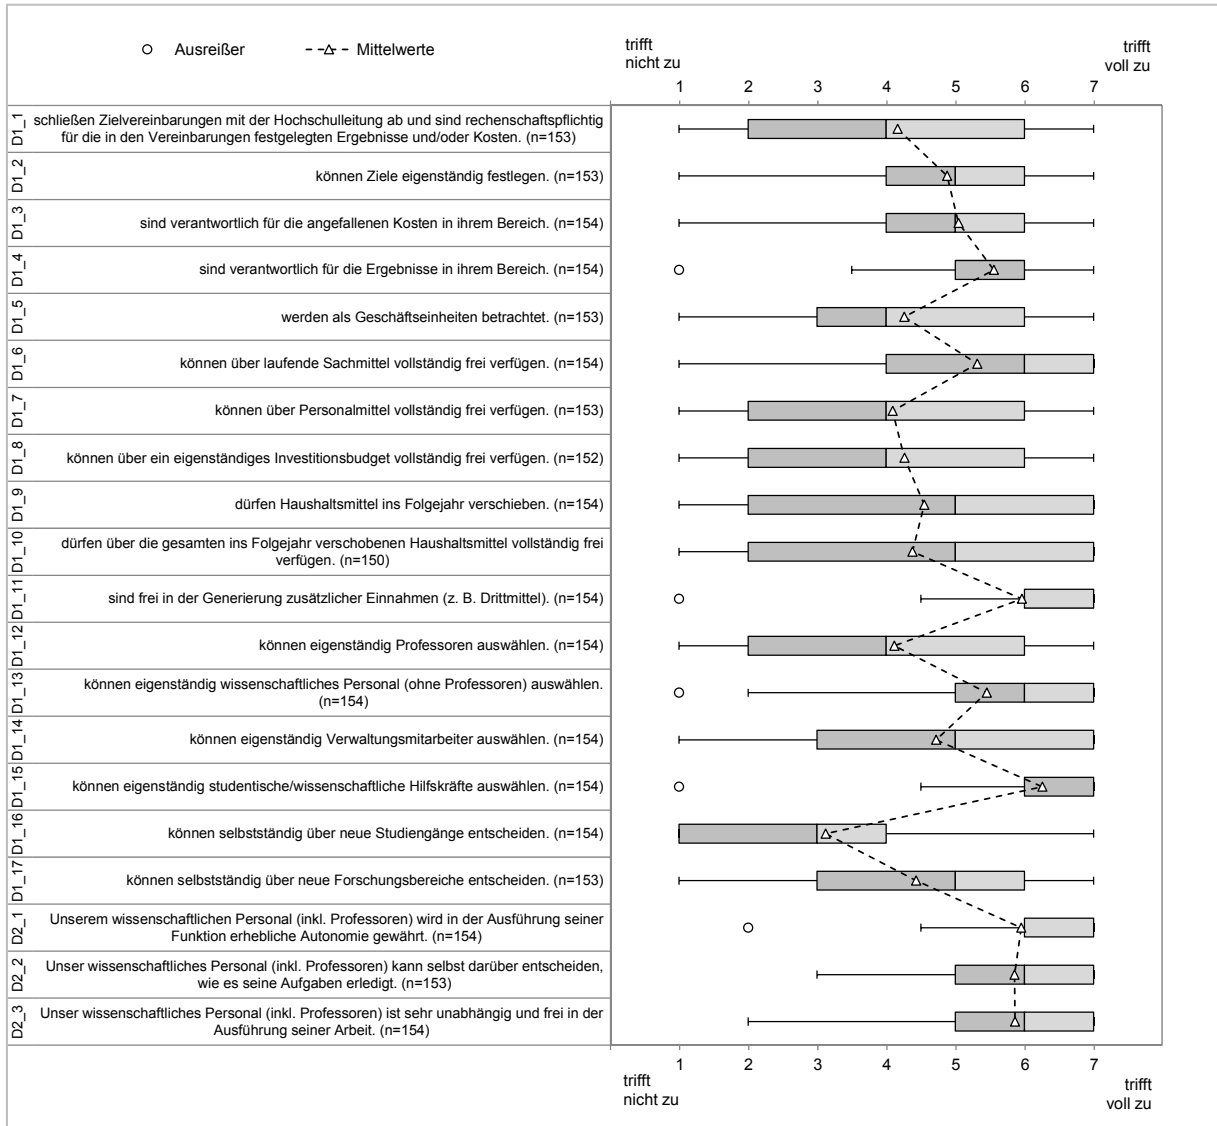 Ausreißer
Mittelwerte
trifft
nicht zu
trifft
voll zu
1 2 3 4 5 6 7
D1_1
schließen Zielvereinbarungen mit der Hochschulleitung ab und sind rechenschaftspflichtig
für die in den Vereinbarungen festgelegten Ergebnisse und/oder Kosten. (n=153)
D1_2
können Ziele eigenständig festlegen. (n=153)
D1_3
sind verantwortlich für die angefallenen Kosten in ihrem Bereich. (n=154)
D1_4
sind verantwortlich für die Ergebnisse in ihrem Bereich. (n=154)
D1_5
werden als Geschäftseinheiten betrachtet. (n=153)
D1_6
können über laufende Sachmittel vollständig frei verfügen. (n=154)
D1_7
können über Personalmittel vollständig frei verfügen. (n=153)
D1_8
können über ein eigenständiges Investitionsbudget vollständig frei verfügen. (n=152)
D1_9
dürfen Haushaltsmittel ins Folgejahr verschieben. (n=154)
D1_10
dürfen über die gesamten ins Folgejahr verschobenen Haushaltsmittel vollständig frei
verfügen. (n=150)
D1_11
sind frei in der Generierung zusätzlicher Einnahmen (z. B. Drittmittel). (n=154)
D1_12
können eigenständig Professoren auswählen. (n=154)
D1_13
können eigenständig wissenschaftliches Personal (ohne Professoren) auswählen.
(n=154)
D1_14
können eigenständig Verwaltungsmitarbeiter auswählen. (n=154)
D1_15
können eigenständig studentische/wissenschaftliche Hilfskräfte auswählen. (n=154)
D1_16
können selbstständig über neue Studiengänge entscheiden. (n=154)
D1_17
können selbstständig über neue Forschungsbereiche entscheiden. (n=153)
D2_1
Unserem wissenschaftlichen Personal (inkl. Professoren) wird in der Ausführung seiner
Funktion erhebliche Autonomie gewährt. (n=154)
D2_2
Unser wissenschaftliches Personal (inkl. Professoren) kann selbst darüber entscheiden,
wie es seine Aufgaben erledigt. (n=153)
D2_3
Unser wissenschaftliches Personal (inkl. Professoren) ist sehr unabhängig und frei in der
Ausführung seiner Arbeit. (n=154)
1 2 3 4 5 6 7
trifft
nicht zu
trifft
voll zu